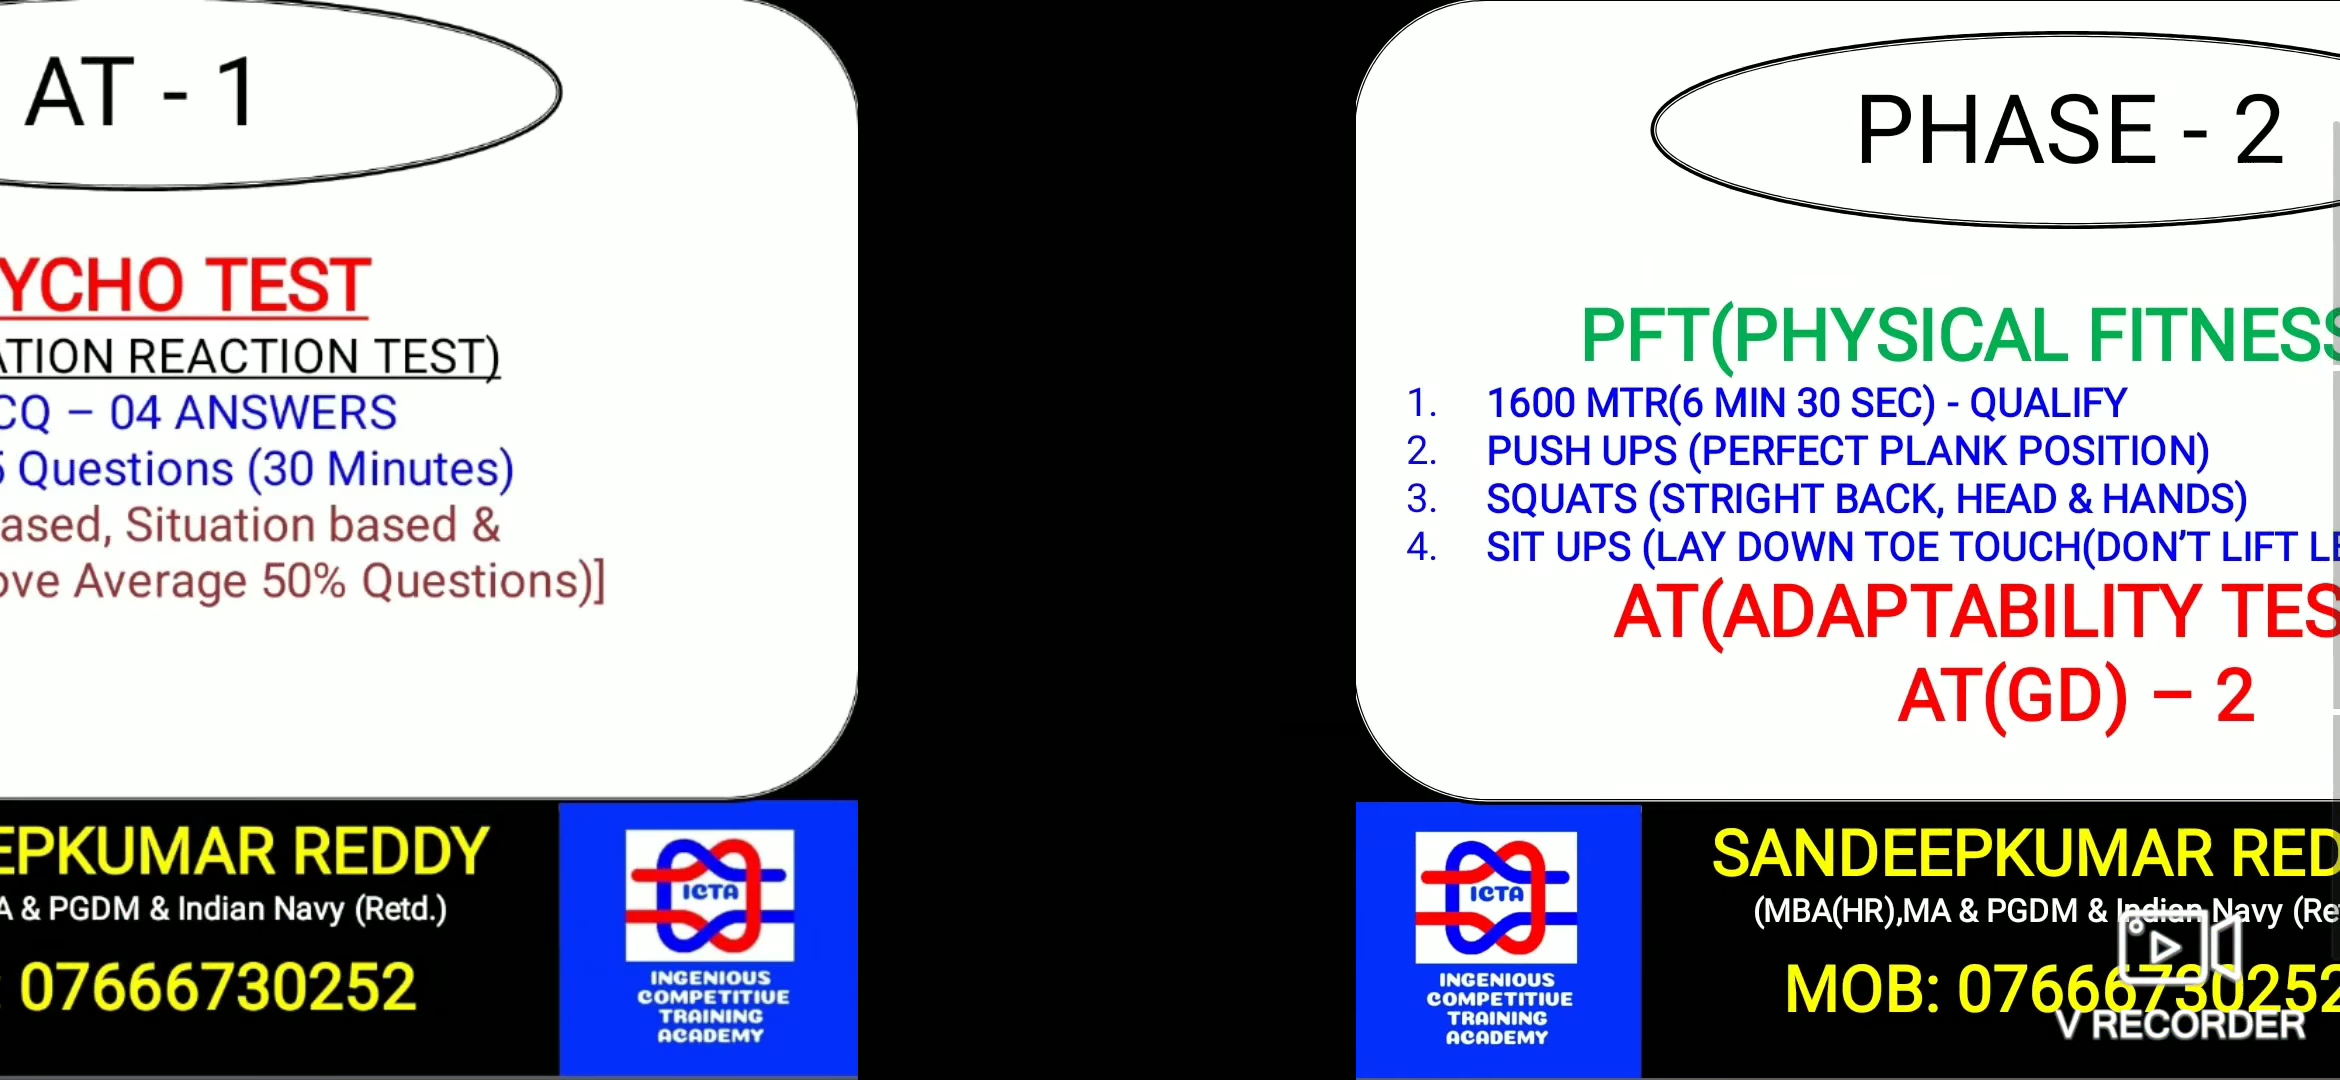 AT - 1
YCHO TEST
ATION REACTION TEST)
CQ – 04 ANSWERS
5 Questions (30 Minutes)
ased, Situation based &
ove Average 50% Questions)]
EPKUMAR REDDY
A & PGDM & Indian Navy (Retd.)
: 07666730252
ICTA
INGENIOUS
COMPETITIVE
TRAINING
ACADEMY
PHASE - 2
PFT(PHYSICAL FITNESS
1. 1600 MTR(6 MIN 30 SEC) - QUALIFY
2. PUSH UPS (PERFECT PLANK POSITION)
3. SQUATS (STRIGHT BACK, HEAD & HANDS)
4. SIT UPS (LAY DOWN TOE TOUCH(DON'T LIFT LE
AT(ADAPTABILITY TES
AT(GD) – 2
ICTA
INGENIOUS
COMPETITIVE
TRAINING
ACADEMY
SANDEEPKUMAR RED
(MBA(HR),MA & PGDM & Indian Navy (Re
MOB: 07666730252
V RECORDER